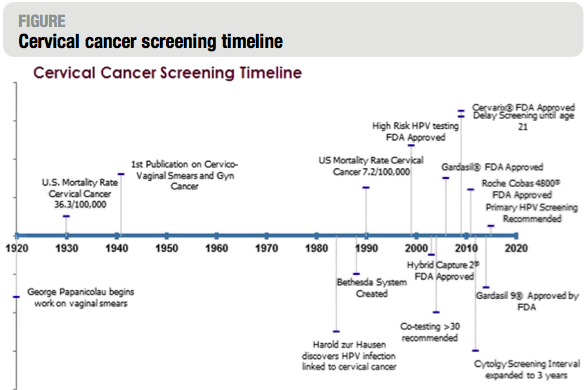 FIGURE
Cervical cancer screening timeline
Cervical Cancer Screening Timeline
Cervarix® FDA Approved
Delay Screening until age
21
High Risk HPV testing
FDA Approved
1st Publication on Cervico-
Vaginal Smears and Gyn
Cancer
US Mortality Rate Cervical
Cancer 7.2/100,000
Gardasil® FDA Approved
U.S. Mortality Rate
Cervical Cancer
36.3/100,000
Roche Cobas 4800®
FDA Approved
Primary HPV Screening
Recommended
1920 1930 1940 1950 1960 1970 1980 1990 2000 2010 2020
George Papanicolau begins
work on vaginal smears
Bethesda System
Created
Hybrid Capture 2®
FDA Approved
Gardasil 9® Approved by
FDA
Co-testing >30
recommended
Harold zur Hausen
discovers HPV infection
linked to cervical cancer
Cytolgy Screening Interval
expanded to 3 years